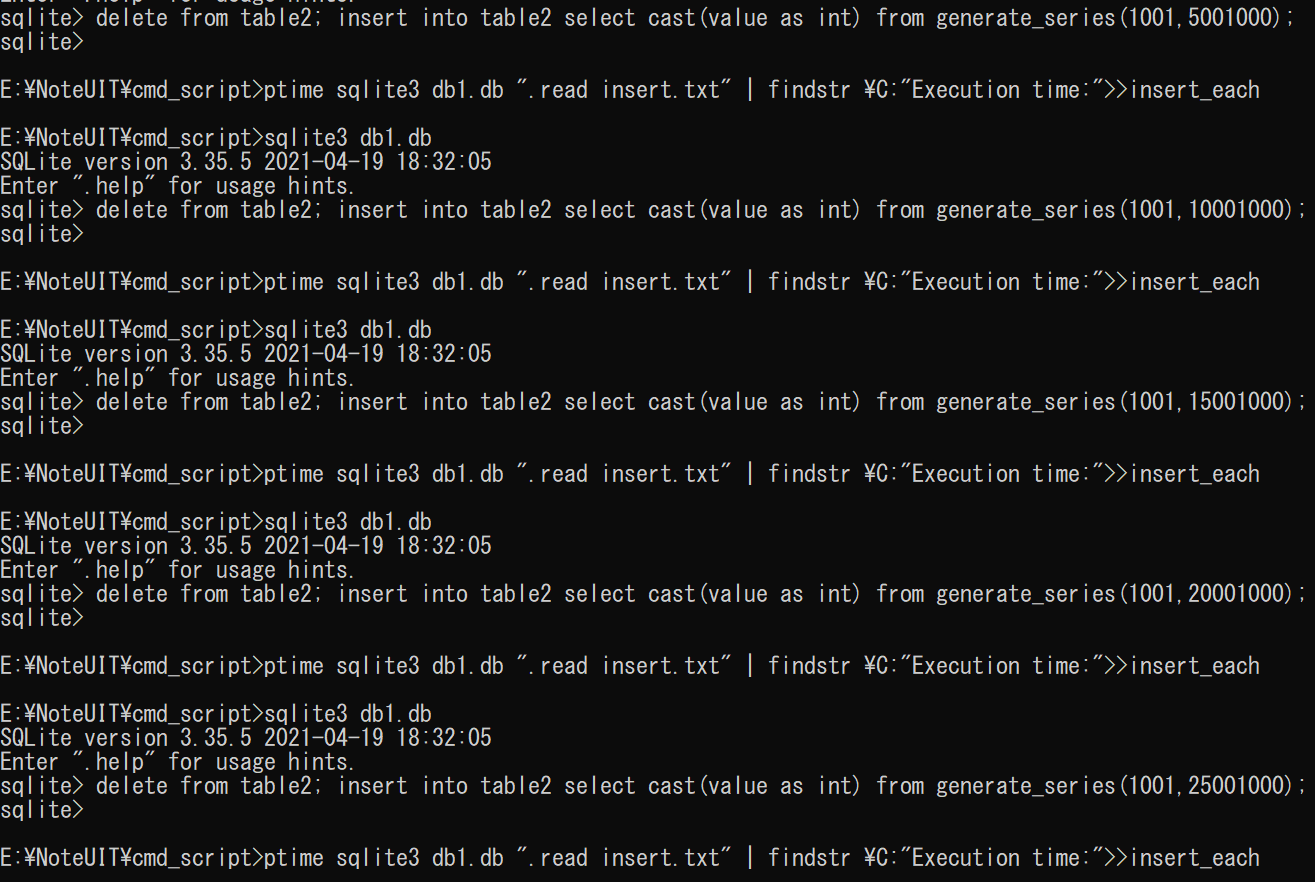 sqlite> delete from table2; insert into table2 select cast(value as int) from generate_series(1001,5001000);
sqlite>
E:¥NoteUIT¥cmd_script>ptime sqlite3 db1.db ".read insert.txt" | findstr ¥C:"Execution time:">>insert_each
E:¥NoteUIT¥cmd_script>sqlite3 db1.db
SQLite version 3.35.5 2021-04-19 18:32:05
Enter ".help" for usage hints.
sqlite> delete from table2; insert into table2 select cast(value as int) from generate_series(1001,10001000);
sqlite>
E:¥NoteUIT¥cmd_script>ptime sqlite3 db1.db ".read insert.txt" | findstr ¥C:"Execution time:">>insert_each
E:¥NoteUIT¥cmd_script>sqlite3 db1.db
SQLite version 3.35.5 2021-04-19 18:32:05
Enter ".help" for usage hints.
sqlite> delete from table2; insert into table2 select cast(value as int) from generate_series(1001,15001000);
sqlite>
E:¥NoteUIT¥cmd_script>ptime sqlite3 db1.db ".read insert.txt" | findstr ¥C:"Execution time:">>insert_each
E:¥NoteUIT¥cmd_script>sqlite3 db1.db
SQLite version 3.35.5 2021-04-19 18:32:05
Enter ".help" for usage hints.
sqlite> delete from table2; insert into table2 select cast(value as int) from generate_series(1001,20001000);
sqlite>
E:¥NoteUIT¥cmd_script>ptime sqlite3 db1.db ".read insert.txt" | findstr ¥C:"Execution time:">>insert_each
E:¥NoteUIT¥cmd_script>sqlite3 db1.db
SQLite version 3.35.5 2021-04-19 18:32:05
Enter ".help" for usage hints.
sqlite> delete from table2; insert into table2 select cast(value as int) from generate_series(1001,25001000);
sqlite>
E:¥NoteUIT¥cmd_script>ptime sqlite3 db1.db ".read insert.txt" | findstr ¥C:"Execution time:">>insert_each